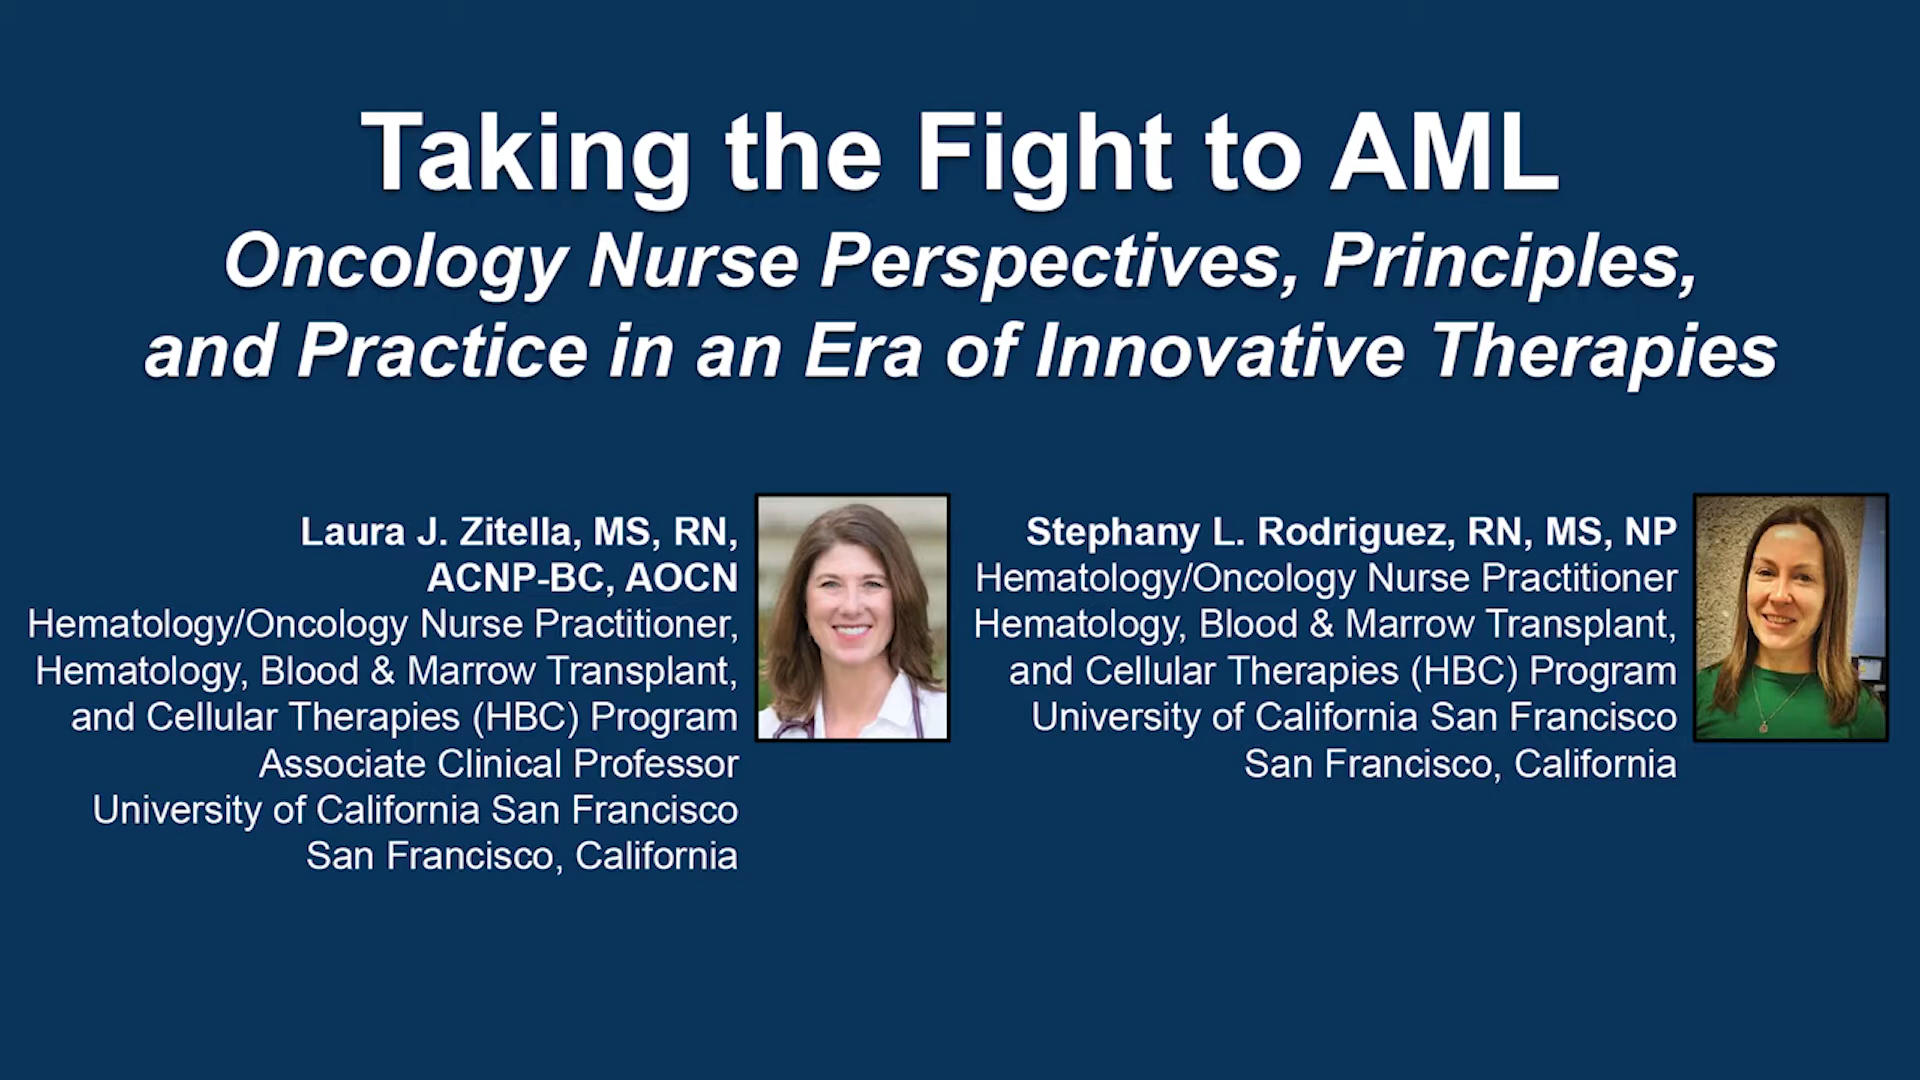 Taking the Fight to AML
Oncology Nurse Perspectives, Principles,
and Practice in an Era of Innovative Therapies
Laura J. Zitella, MS, RN,
ACNP-BC, AOCN
Hematology/Oncology Nurse Practitioner,
Hematology, Blood & Marrow Transplant,
and Cellular Therapies (HBC) Program
Associate Clinical Professor
University of California San Francisco
San Francisco, California
Stephany L. Rodriguez, RN, MS, NP
Hematology/Oncology Nurse Practitioner
Hematology, Blood & Marrow Transplant,
and Cellular Therapies (HBC) Program
University of California San Francisco
San Francisco, California